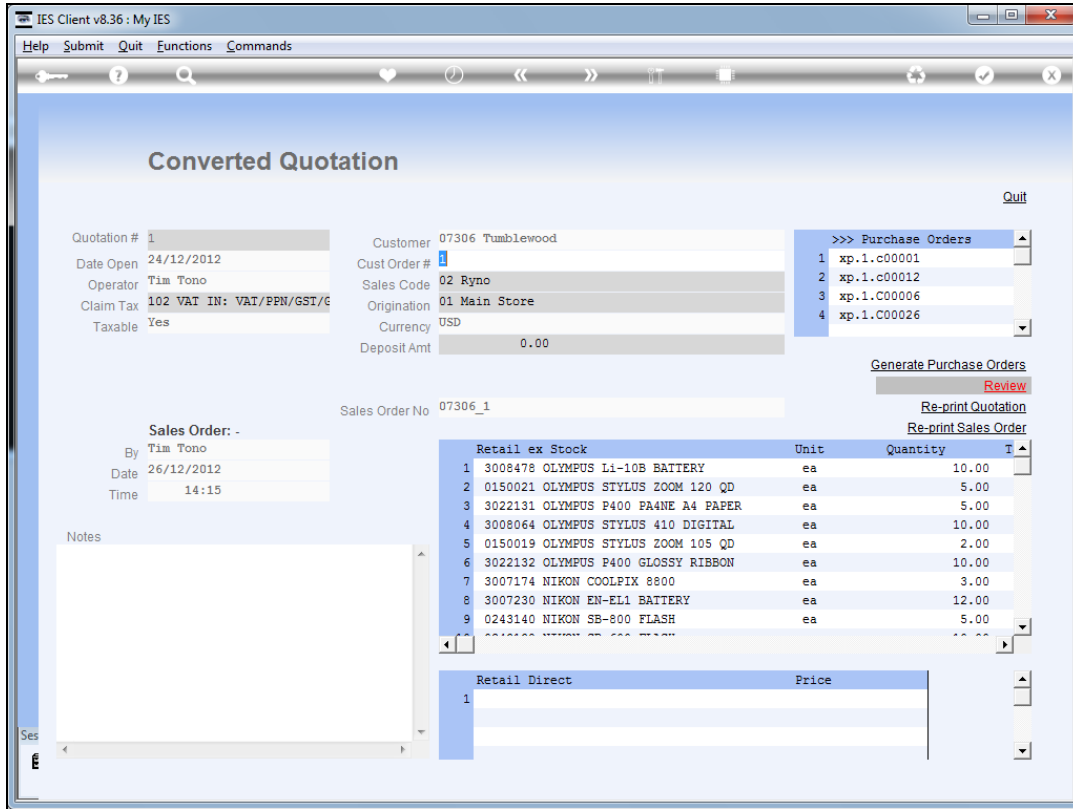 IES Client v8.36 : My IES
Help Submit Quit Functions Commands
Converted Quotation
Quit
Quotation # 1
Date Open 24/12/2012
Operator Tim Tono
Claim Tax 102 VAT IN: VAT/PPN/GST/G
Taxable Yes
Customer 07306 Tumblewood
Cust Order # 1
Sales Code 02 Ryno
Origination 01 Main Store
Currency USD
Deposit Amt 0.00
>>> Purchase Orders
1 xp.1.c00001
2 xp.1.c00012
3 xp.1.C00006
4 xp.1.C00026
Generate Purchase Orders
Review
Re-print Quotation
Re-print Sales Order
Sales Order No 07306_1
Sales Order: -
By Tim Tono
Date 26/12/2012
Time 14:15
Notes
Retail ex Stock Unit Quantity T
1 3008478 OLYMPUS Li-10B BATTERY ea 10.00
2 0150021 OLYMPUS STYLUS ZOOM 120 QD ea 5.00
3 3022131 OLYMPUS P400 PA4NE A4 PAPER ea 5.00
4 3008064 OLYMPUS STYLUS 410 DIGITAL ea 10.00
5 0150019 OLYMPUS STYLUS ZOOM 105 QD ea 2.00
6 3022132 OLYMPUS P400 GLOSSY RIBBON ea 10.00
7 3007174 NIKON COOLPIX 8800 ea 3.00
8 3007230 NIKON EN-EL1 BATTERY ea 12.00
9 0243140 NIKON SB-800 FLASH ea 5.00
Retail Direct Price
1
Ses